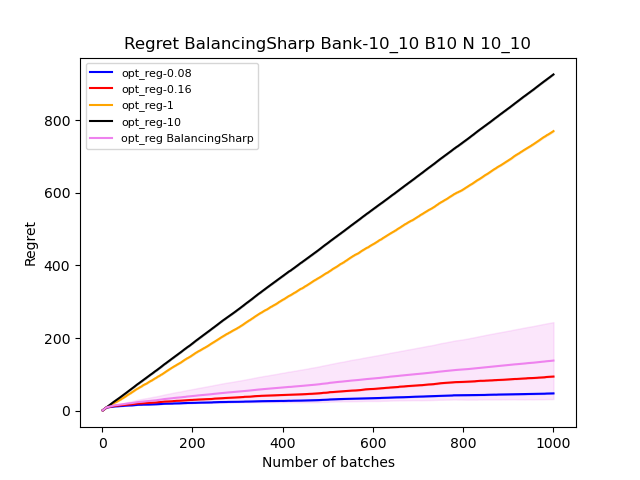 Regret BalancingSharp Bank-10_10 B10 N 10_10
opt_reg-0.08
opt_reg-0.16
opt_reg-1
opt_reg-10
opt_reg BalancingSharp
800
600
400
200
0
Regret
0 200 400 600 800 1000
Number of batches